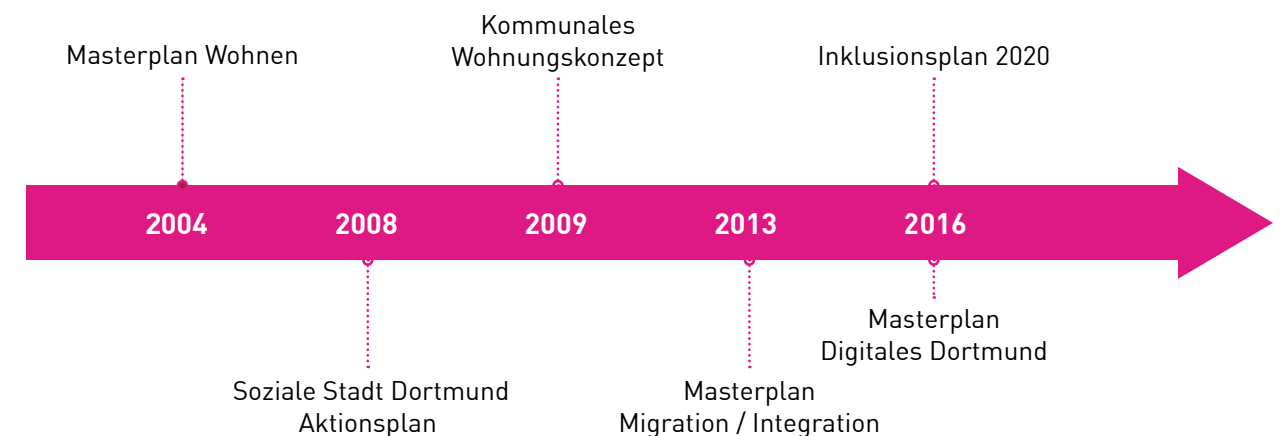 Masterplan Wohnen
Kommunales
Wohnungskonzept
Inklusionsplan 2020
2004 2008 2009 2013 2016
Soziale Stadt Dortmund
Aktionsplan
Masterplan
Migration / Integration
Masterplan
Digitales Dortmund